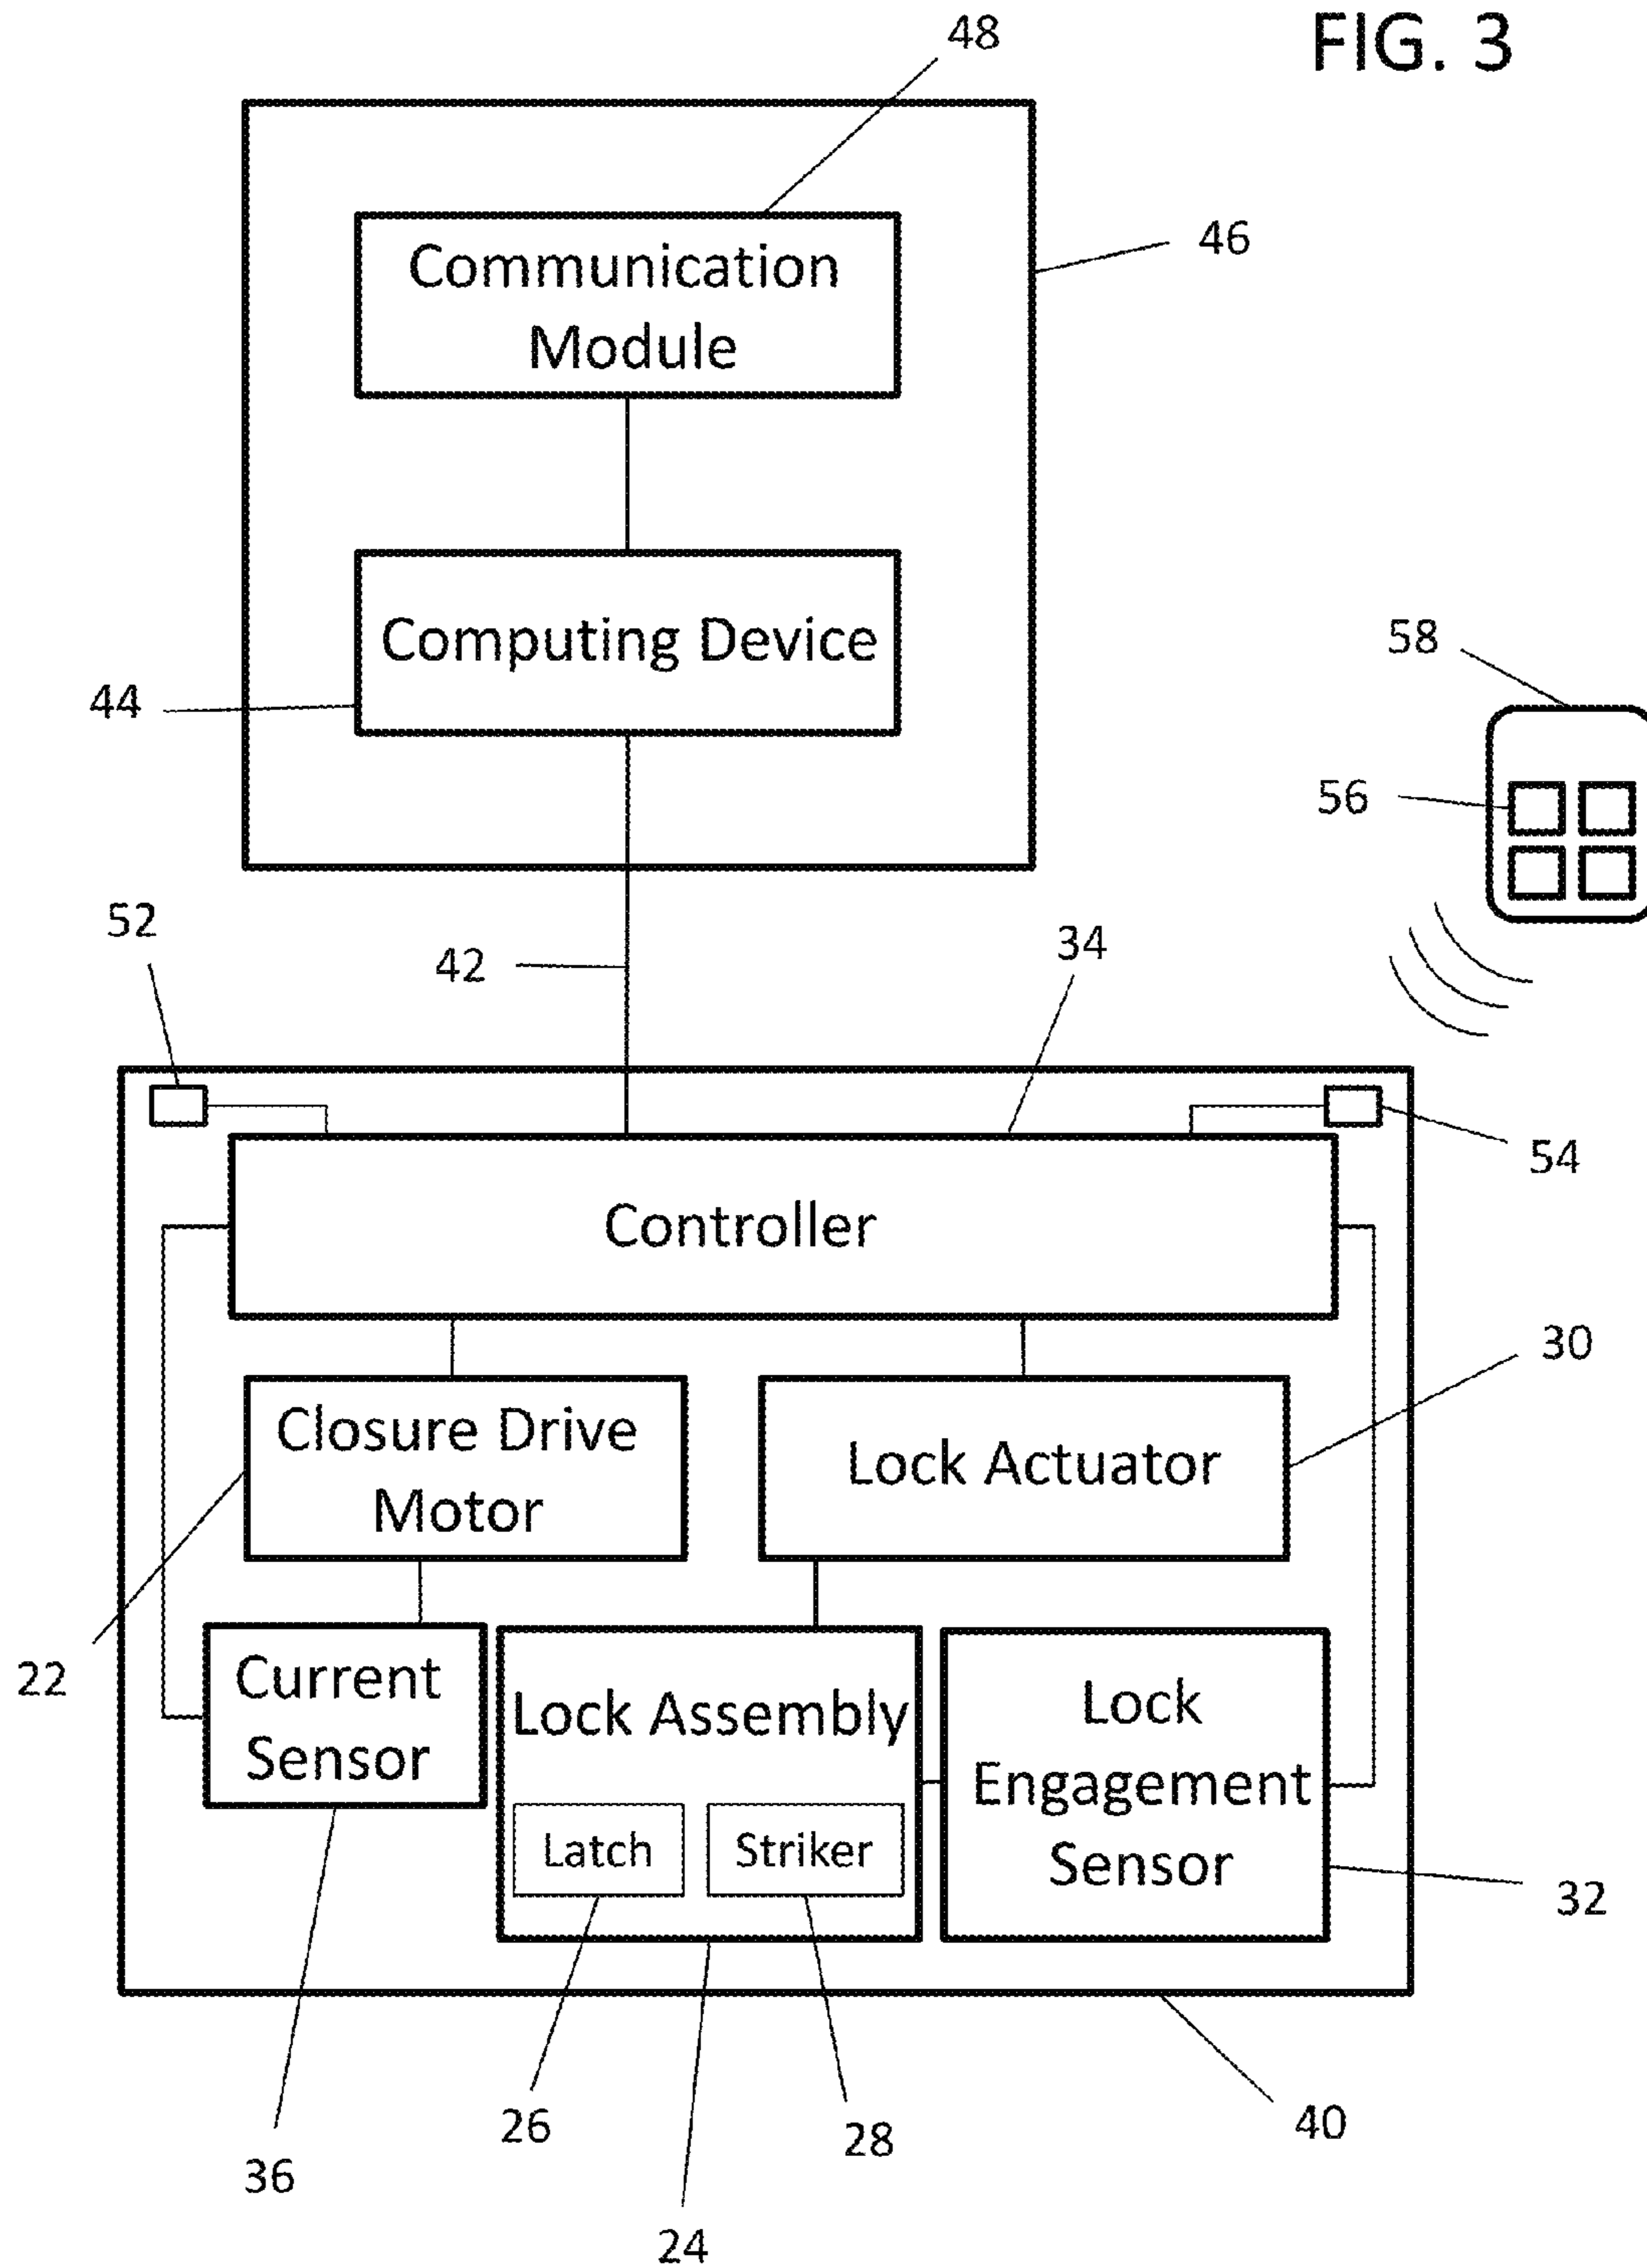 FIG. 3
48
Communication
Module
46
Computing Device
44
58
56
52
42
34
54
Controller
30
Closure Drive
Motor
Lock Actuator
22
Current
Sensor
Lock Assembly
Latch
Striker
Lock
Engagement
Sensor
32
26
28
40
36
24